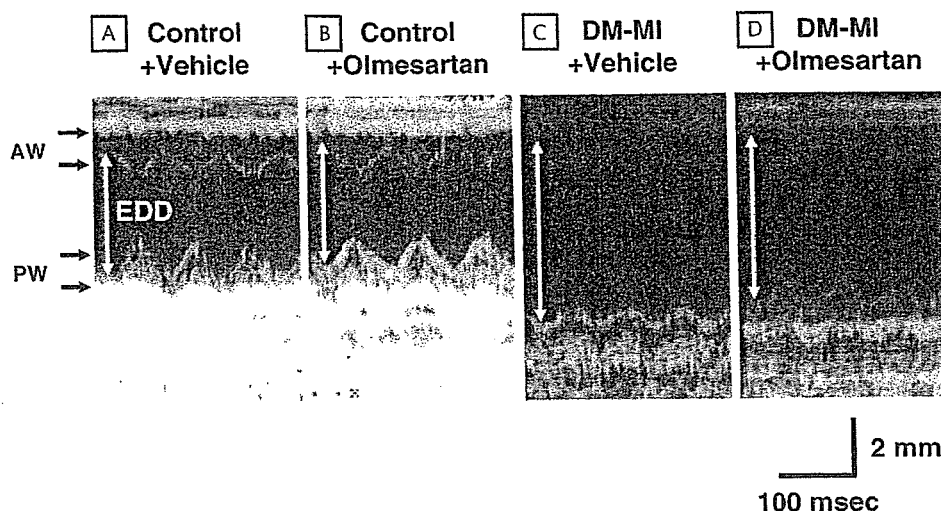 A Control
+Vehicle
B Control
+Olmesartan
C DM-MI
+Vehicle
D DM-MI
+Olmesartan
AW
EDD
PW
2 mm
100 msec